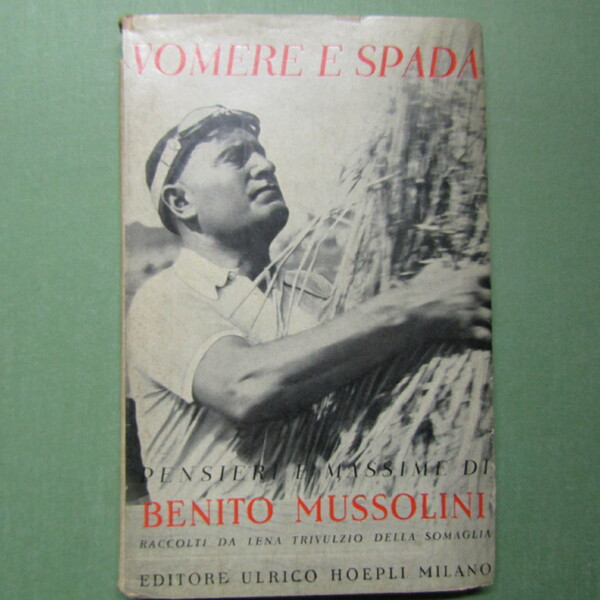 VOMERE E SPADA
PENSIERI E MASSIME DI
BENITO MUSSOLINI
RACCOLTI DA LENA TRIVULZIO DELLA SOMAGLIA
EDITORE ULRICO HOEPLI MILANO